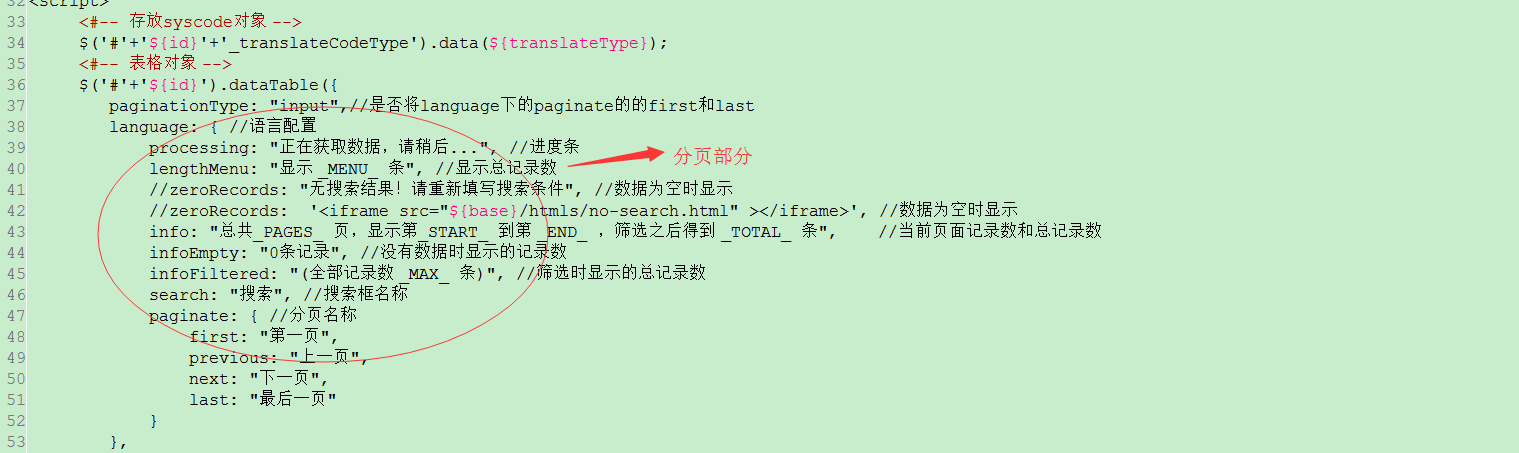 32<script>
33 <#-- 存放syscode对象 -->
34 $('#'+'${id}'+'_translateCodeType').data(${translateType});
35 <#-- 表格对象 -->
36 $('#'+'${id}').dataTable({
37 paginationType: "input",//是否将language下的paginate的的first和last
38 language: { //语言配置
39 processing: "正在获取数据，请稍后...", //进度条
40 lengthMenu: "显示 _MENU_ 条", //显示总记录数
分页部分
41 //zeroRecords: "无搜索结果！请重新填写搜索条件", //数据为空时显示
42 //zeroRecords: '<iframe src="${base}/htmls/no-search.html" ></iframe>', //数据为空时显示
43 info: "总共_PAGES_ 页，显示第_START_ 到第 _END_ ，筛选之后得到 _TOTAL_ 条", //当前页面记录数和总记录数
44 infoEmpty: "0条记录", //没有数据时显示的记录数
45 infoFiltered: "(全部记录数 _MAX_ 条)", //筛选时显示的总记录数
46 search: "搜索", //搜索框名称
47 paginate: { //分页名称
48 first: "第一页",
49 previous: "上一页",
50 next: "下一页",
51 last: "最后一页"
52 }
53 },